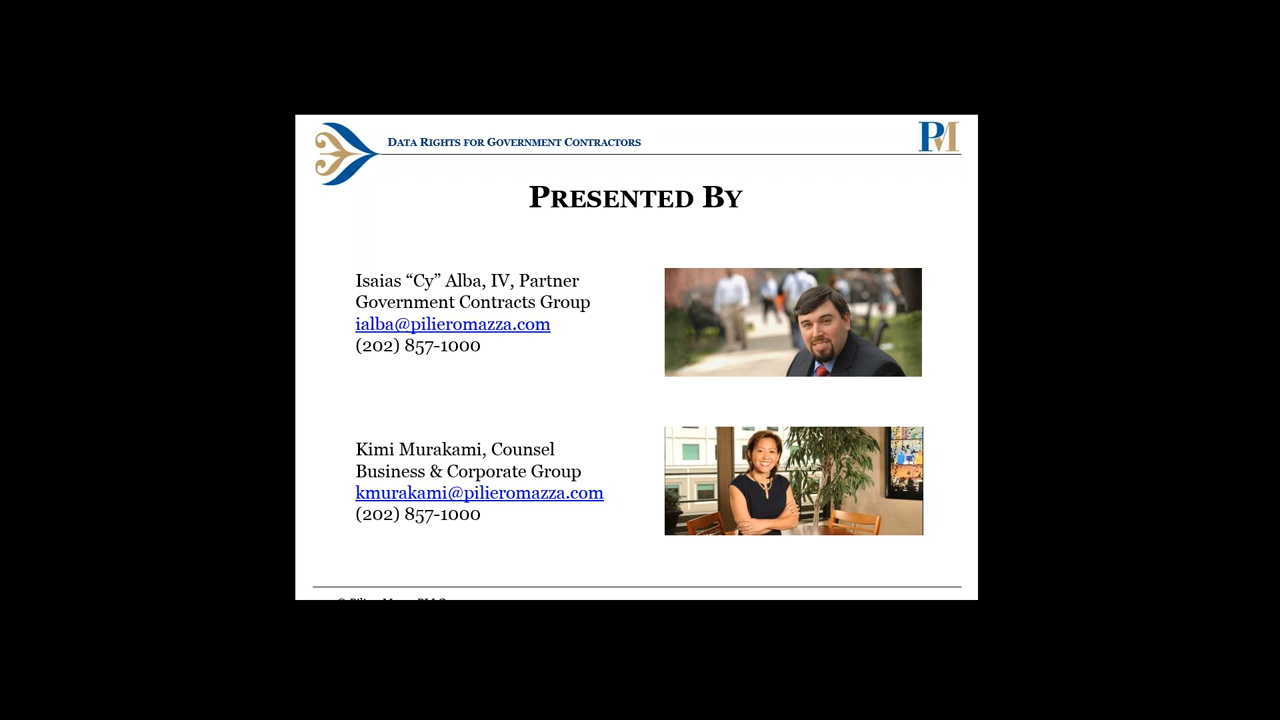 DATA RIGHTS FOR GOVERNMENT CONTRACTORS
PM
PRESENTED BY
Isaias “Cy” Alba, IV, Partner
Government Contracts Group
ialba@pilieromazza.com
(202) 857-1000
Kimi Murakami, Counsel
Business & Corporate Group
kmurakami@pilieromazza.com
(202) 857-1000